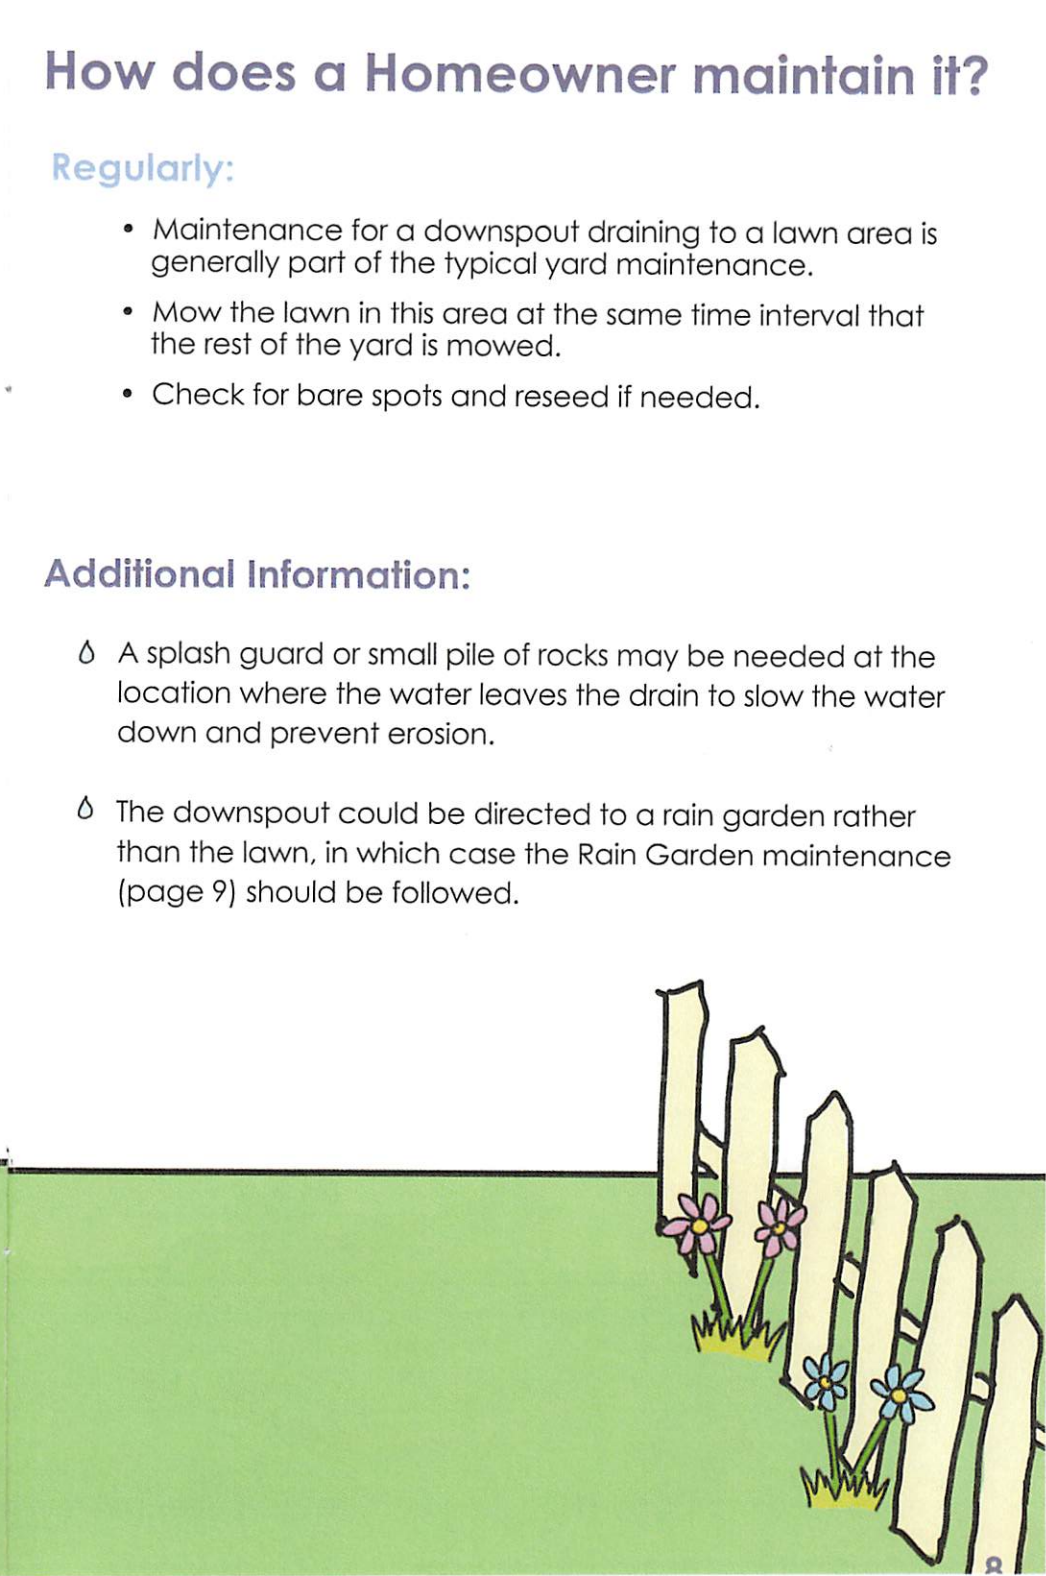 How does a Homeowner maintain it?
Regularly:
• Maintenance for a downspout draining to a lawn area is
generally part of the typical yard maintenance.
• Mow the lawn in this area at the same time interval that
the rest of the yard is mowed.
• Check for bare spots and reseed if needed.
Additional Information:
A splash guard or small pile of rocks may be needed at the
location where the water leaves the drain to slow the water
down and prevent erosion.
The downspout could be directed to a rain garden rather
than the lawn, in which case the Rain Garden maintenance
(page 9) should be followed.
8